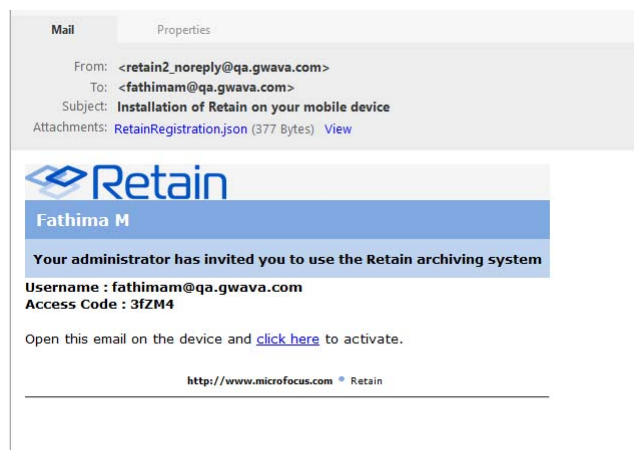 Mail Properties
From: <retain2_noreply@qa.gwava.com>
To: <fathimam@qa.gwava.com>
Subject: Installation of Retain on your mobile device
Attachments: RetainRegistration.json (377 Bytes) View
Retain
Fathima M
Your administrator has invited you to use the Retain archiving system
Username : fathimam@qa.gwava.com
Access Code : 3fZM4
Open this email on the device and click here to activate.
http://www.microfocus.com • Retain